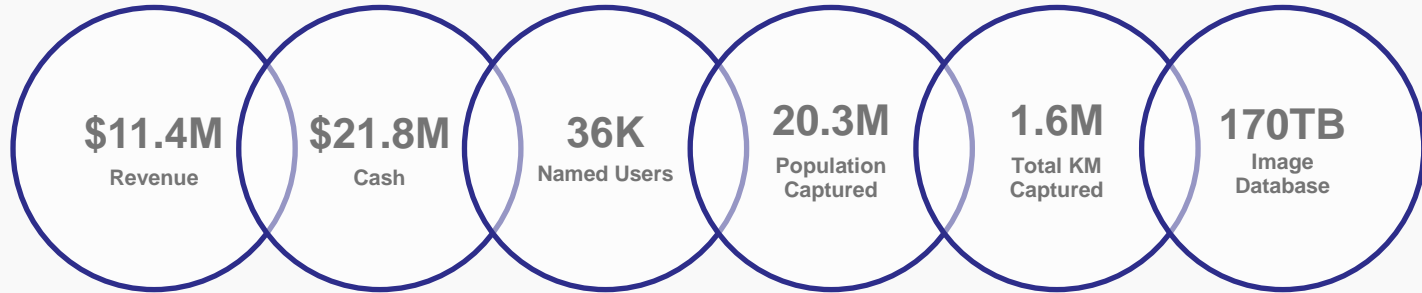 $11.4M
Revenue
$21.8M
Cash
36K
Named Users
20.3M
Population
Captured
1.6M
Total KM
Captured
170TB
Image
Database